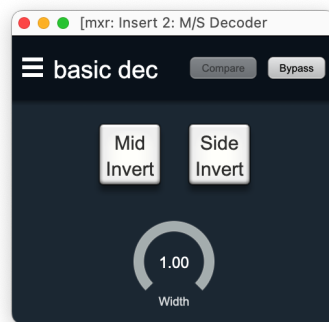 [mxr: Insert 2: M/S Decoder
basic dec
Compare
Bypass
Mid
Invert
Side
Invert
1.00
Width